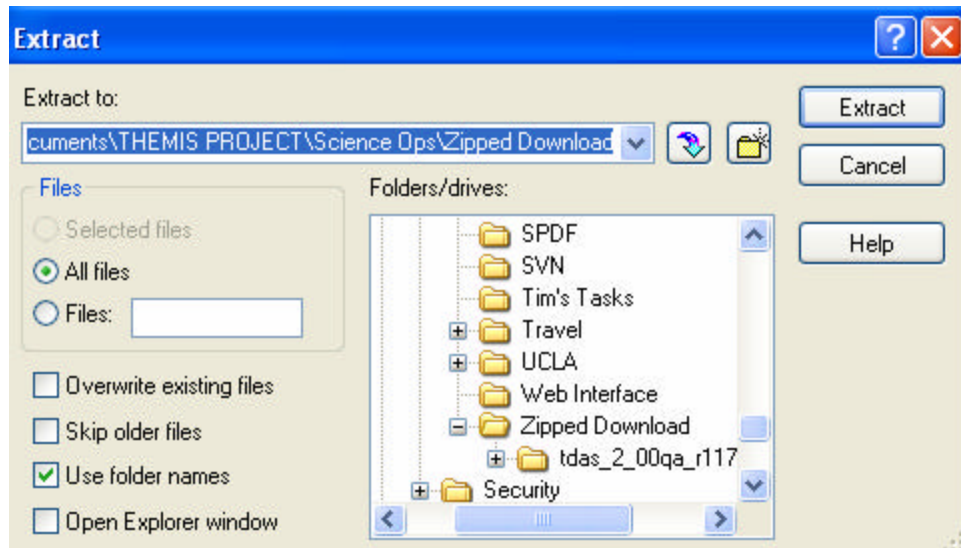 Extract
Extract to:
cuments\THEMIS PROJECT\Science Ops\Zipped Download
Files
Selected files
All files
Files:
Overwrite existing files
Skip older files
Use folder names
Open Explorer window
Folders/drives:
SPDF
SVN
Tim's Tasks
Travel
UCLA
Web Interface
Zipped Download
tdas_2_00qa_r117
Security
Extract
Cancel
Help